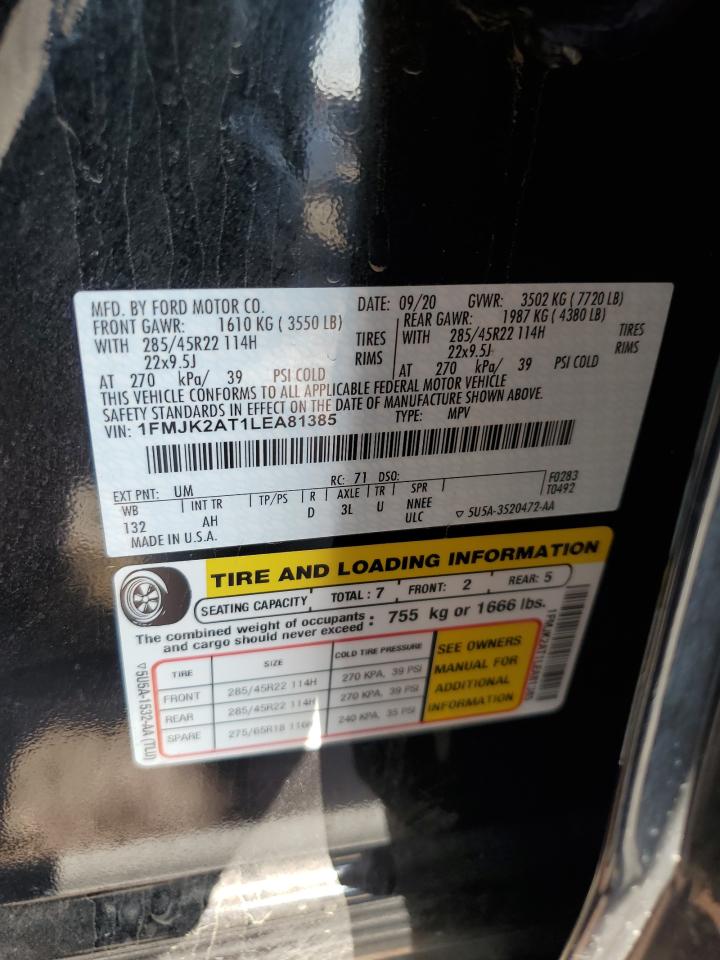 MFD. BY FORD MOTOR CO. DATE: 09/20 GVWR: 3502 KG ( 7720 LB)
FRONT GAWR: 1610 KG ( 3550 LB) REAR GAWR: 1987 KG ( 4380 LB)
WITH 285/45R22 114H TIRES WITH 285/45R22 114H TIRES
22x9.5J RIMS 22x9.5J RIMS
AT 270 kPa/ 39 PSI COLD AT 270 kPa/ 39 PSI COLD
THIS VEHICLE CONFORMS TO ALL APPLICABLE FEDERAL MOTOR VEHICLE
SAFETY STANDARDS IN EFFECT ON THE DATE OF MANUFACTURE SHOWN ABOVE.
VIN: 1FMJK2AT1LEA81385 TYPE: MPV
EXT PNT: UM RC: 71 DSO: F0283
WB INT TR TP/PS R AXLE TR SPR T0492
132 AH D 3L U NNEE
ULC ▽ 5U5A-3520472-AA
MADE IN U.S.A.
TIRE AND LOADING INFORMATION
SEATING CAPACITY TOTAL : 7 FRONT: 2 REAR: 5
The combined weight of occupants
and cargo should never exceed : 755 kg or 1666 lbs.
TIRE SIZE COLD TIRE PRESSURE
FRONT 285/45R22 114H 270 KPA, 39 PSI
REAR 285/45R22 114H 270 KPA, 39 PSI
SPARE 275/65R18 240 KPA, 35 PSI
SEE OWNERS
MANUAL FOR
ADDITIONAL
INFORMATION
▽5U5A-1532-AA (TLU)